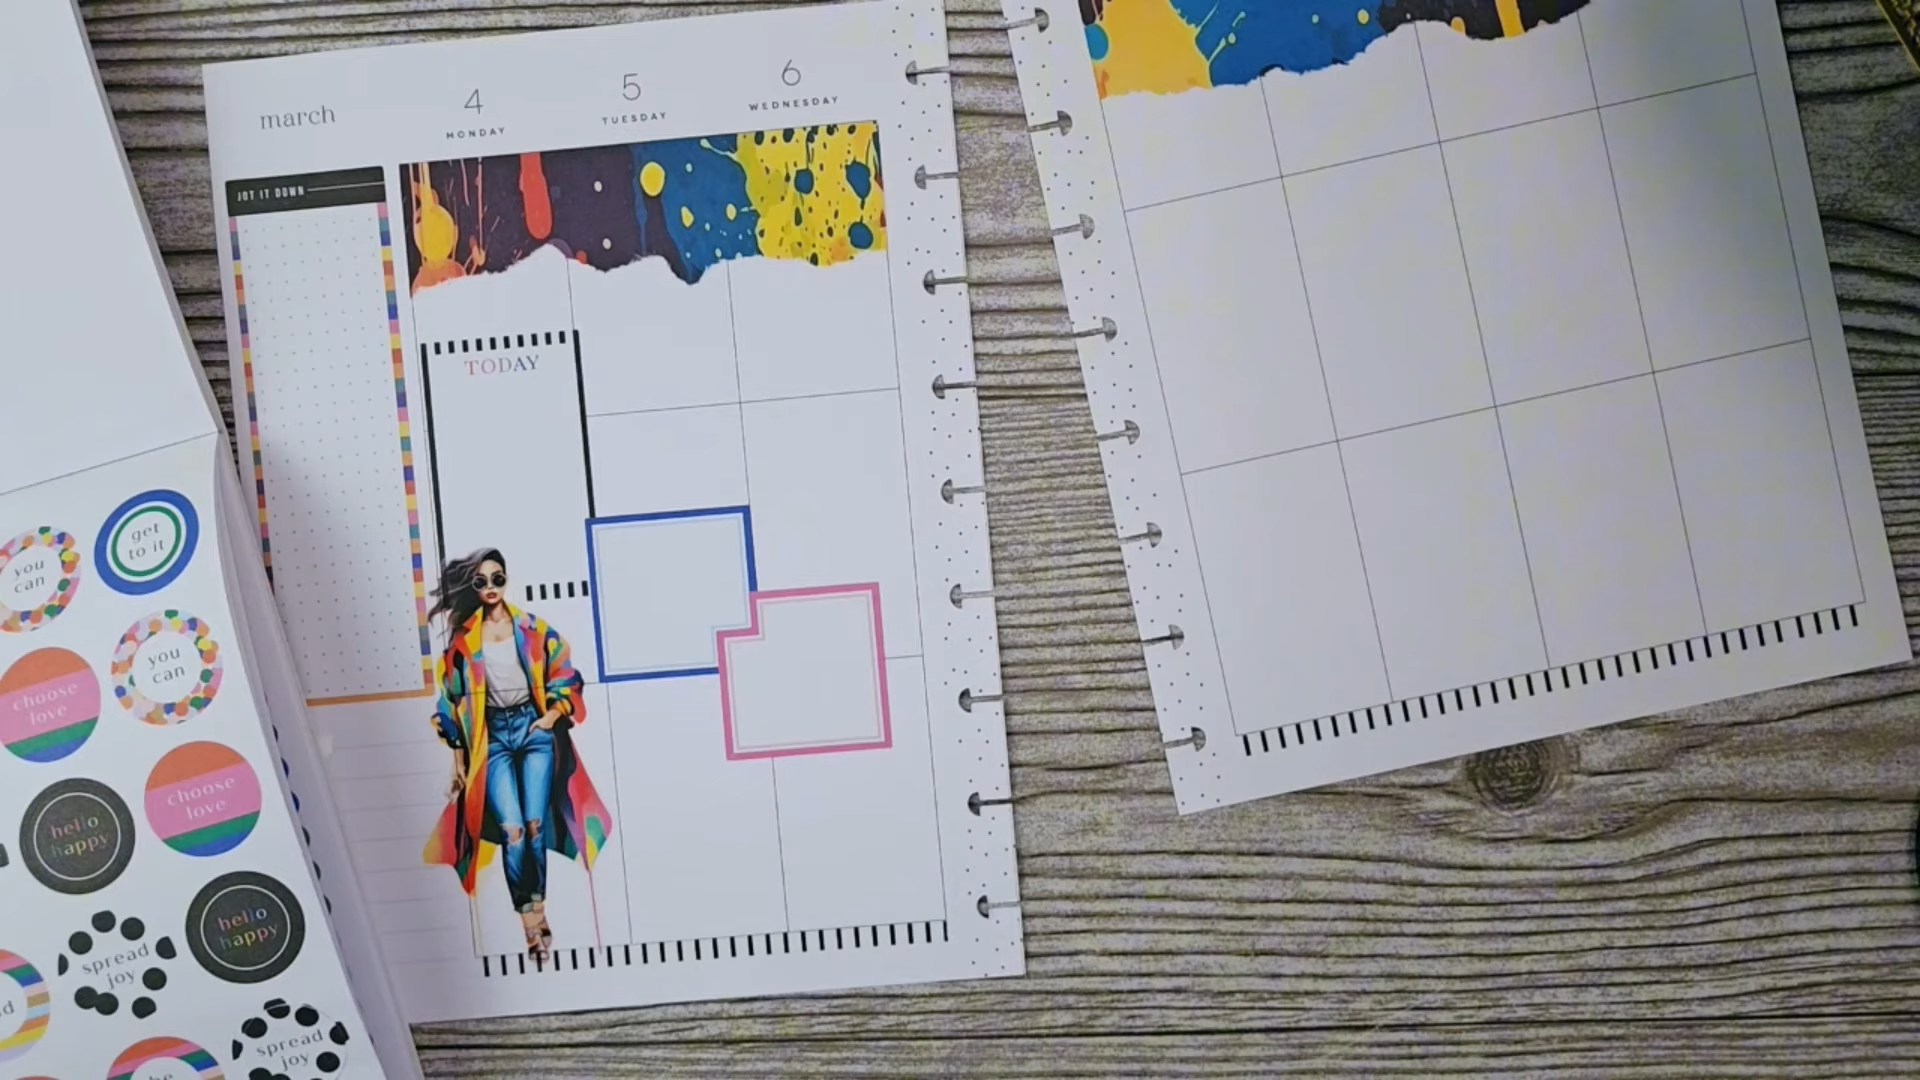 march
4
MONDAY
5
TUESDAY
6
WEDNESDAY
JOT IT DOWN
TODAY
you
can
get
to it
choose
love
you
can
hello
happy
choose
love
spread
joy
hello
happy
spread
joy